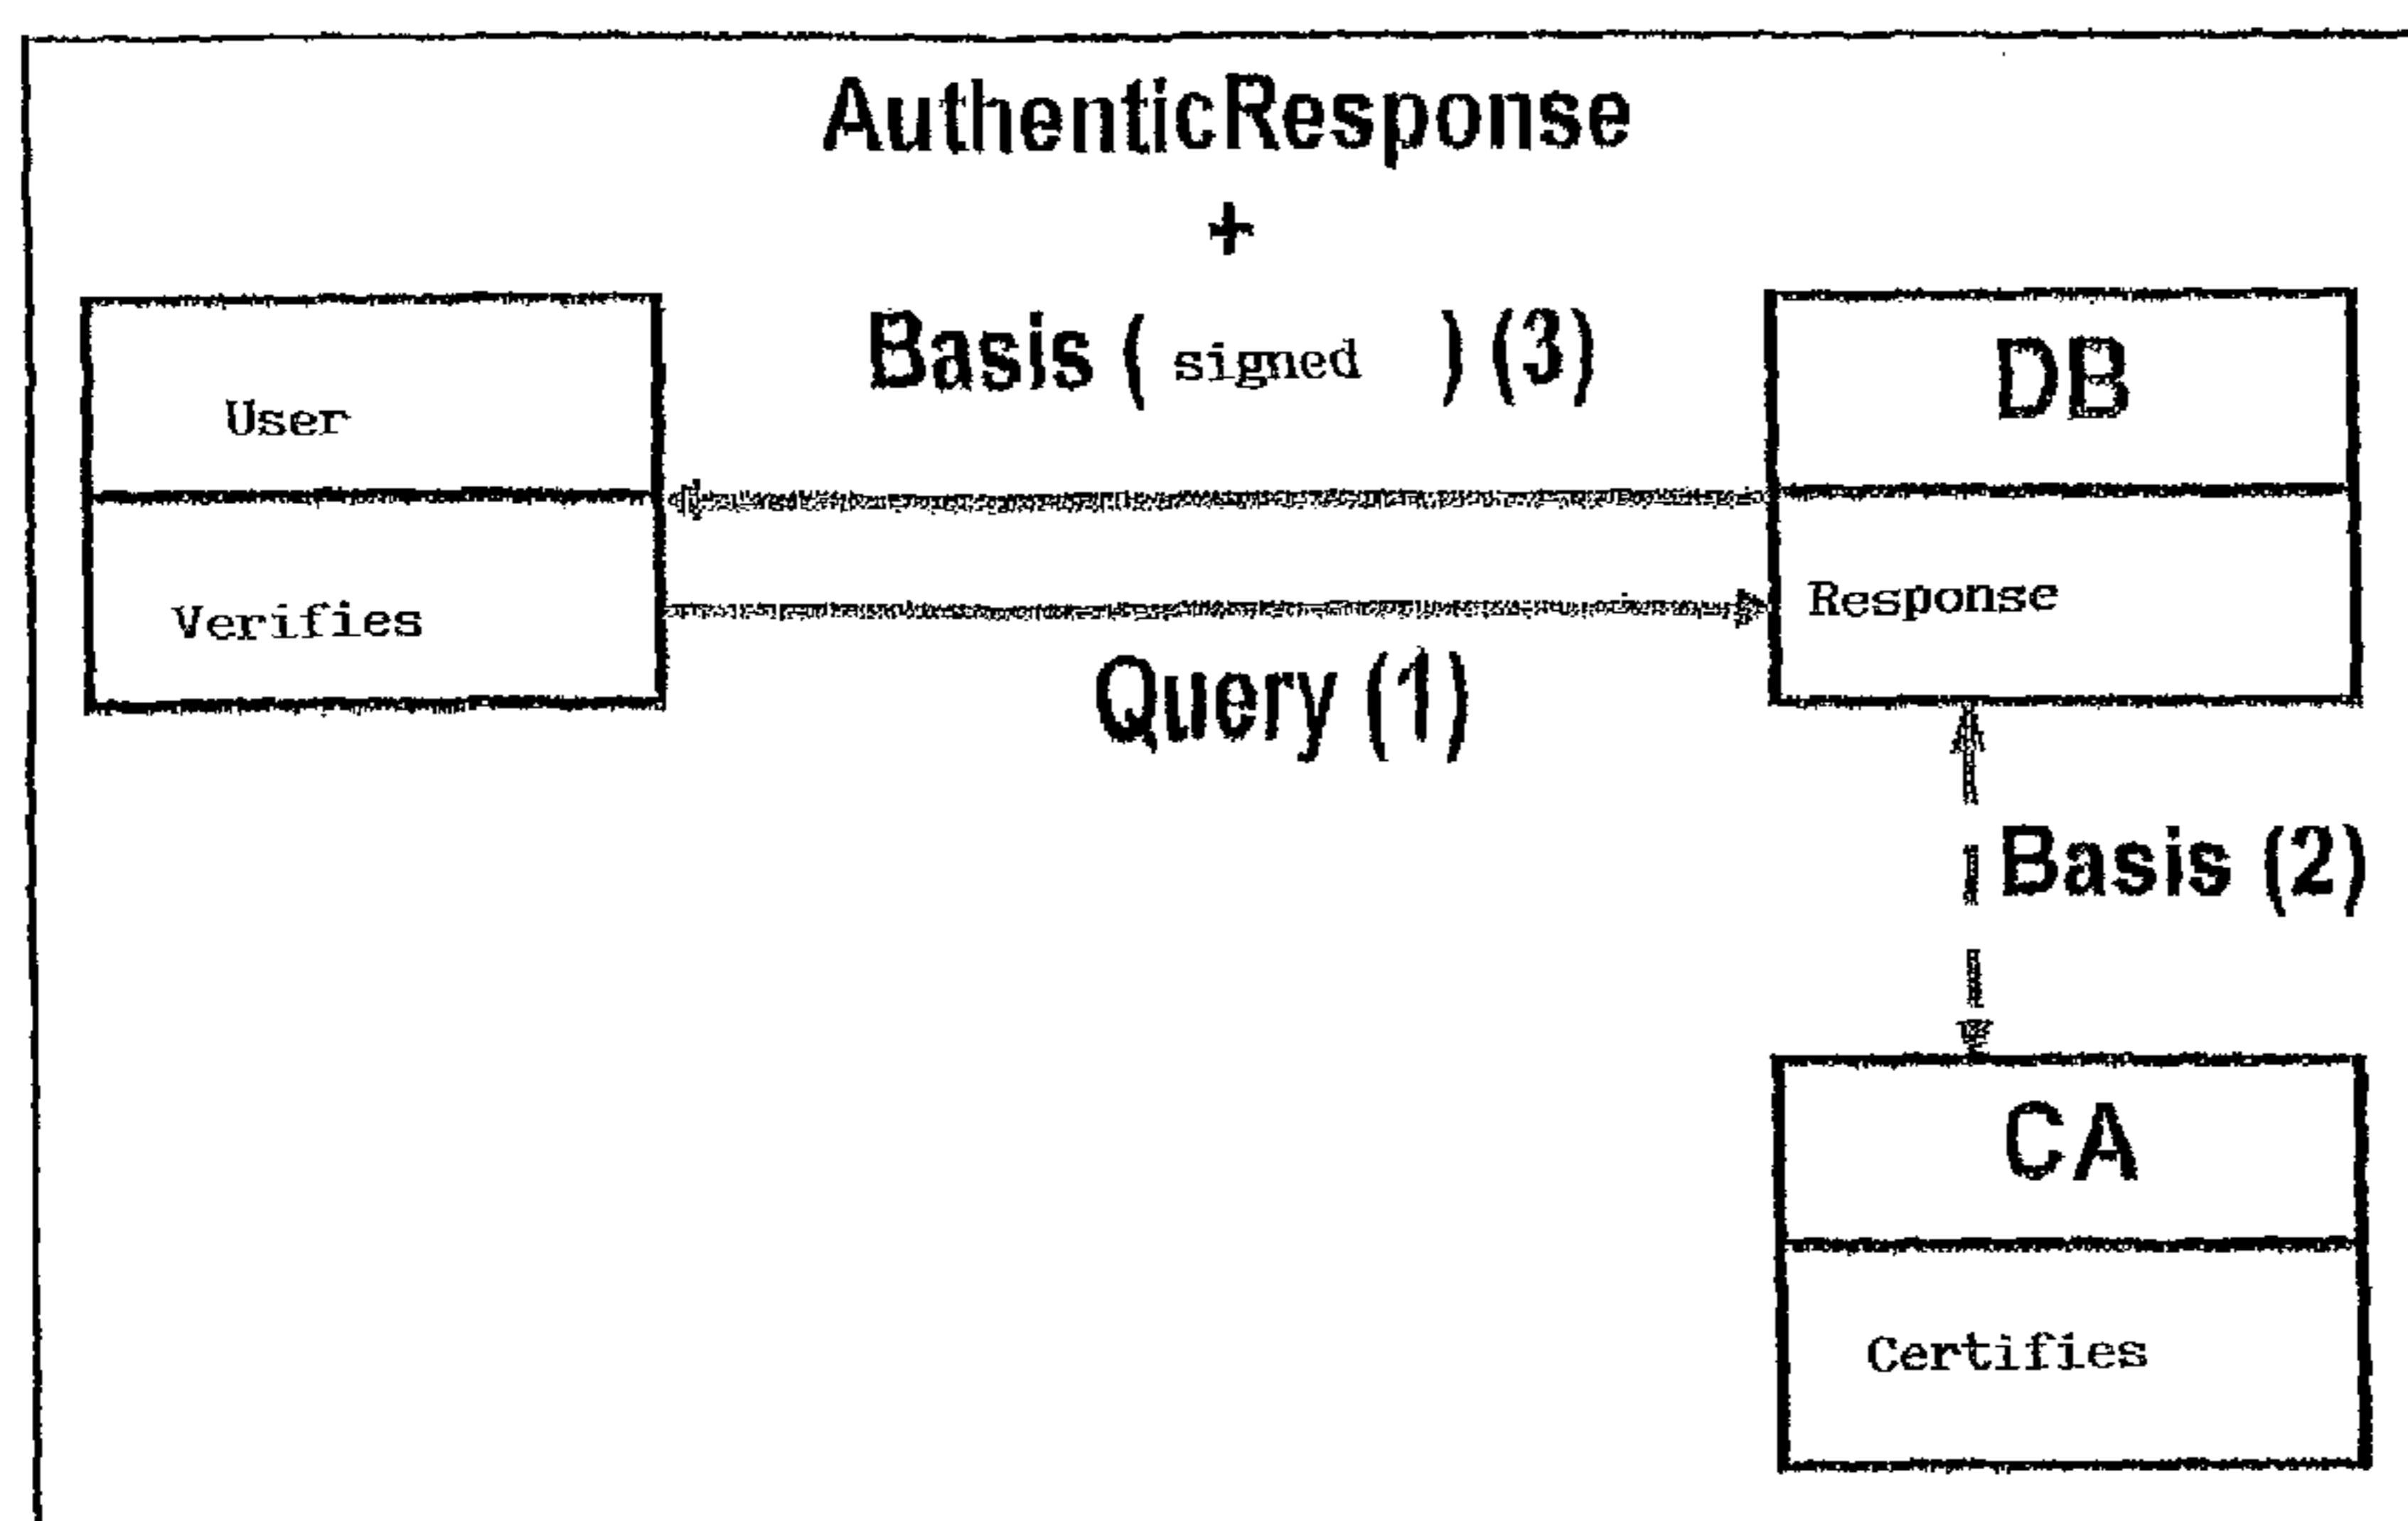 AuthenticResponse
+
Basis ( signed ) (3)
User
DB
Verifies
Response
Query (1)
Basis (2)
CA
Certifies